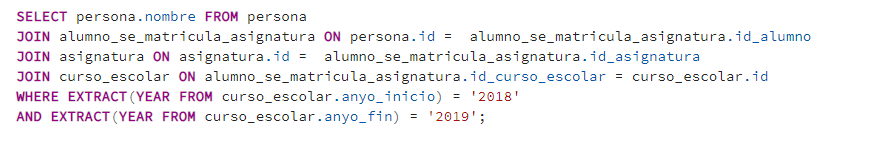 SELECT persona.nombre FROM persona
JOIN alumno_se_matricula_asignatura ON persona.id =  alumno_se_matricula_asignatura.id_alumno
JOIN asignatura ON asignatura.id =  alumno_se_matricula_asignatura.id_asignatura
JOIN curso_escolar ON alumno_se_matricula_asignatura.id_curso_escolar = curso_escolar.id
WHERE EXTRACT(YEAR FROM curso_escolar.anyo_inicio) = '2018'
AND EXTRACT(YEAR FROM curso_escolar.anyo_fin) = '2019';